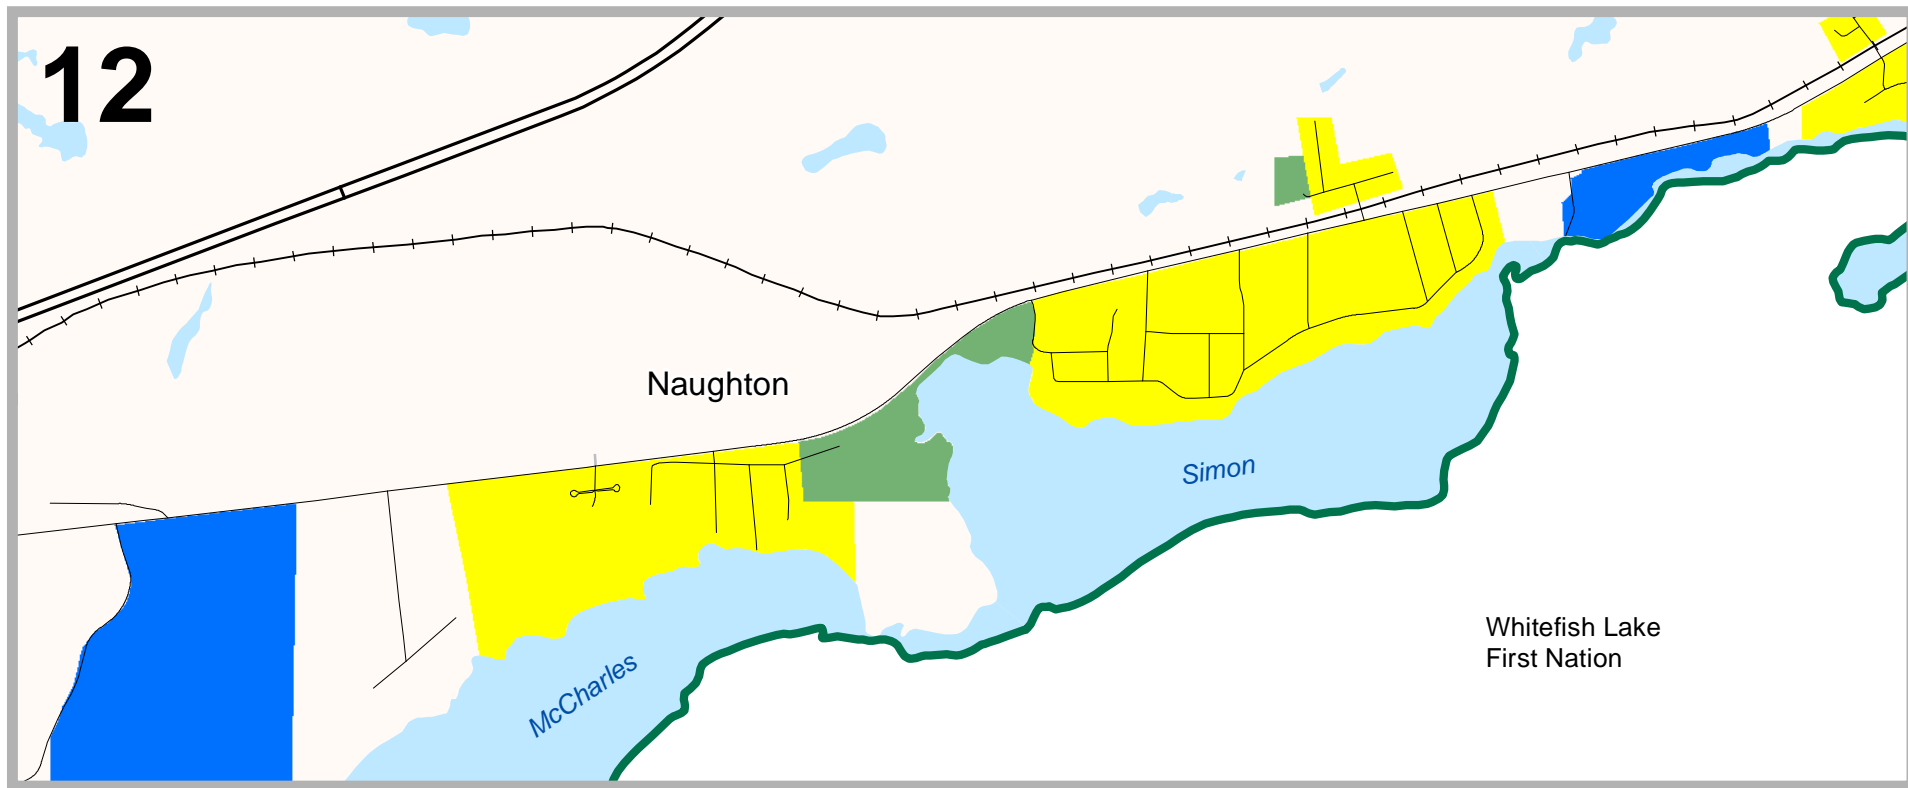 12
Naughton
Simon
Whitefish Lake
First Nation
McCharles